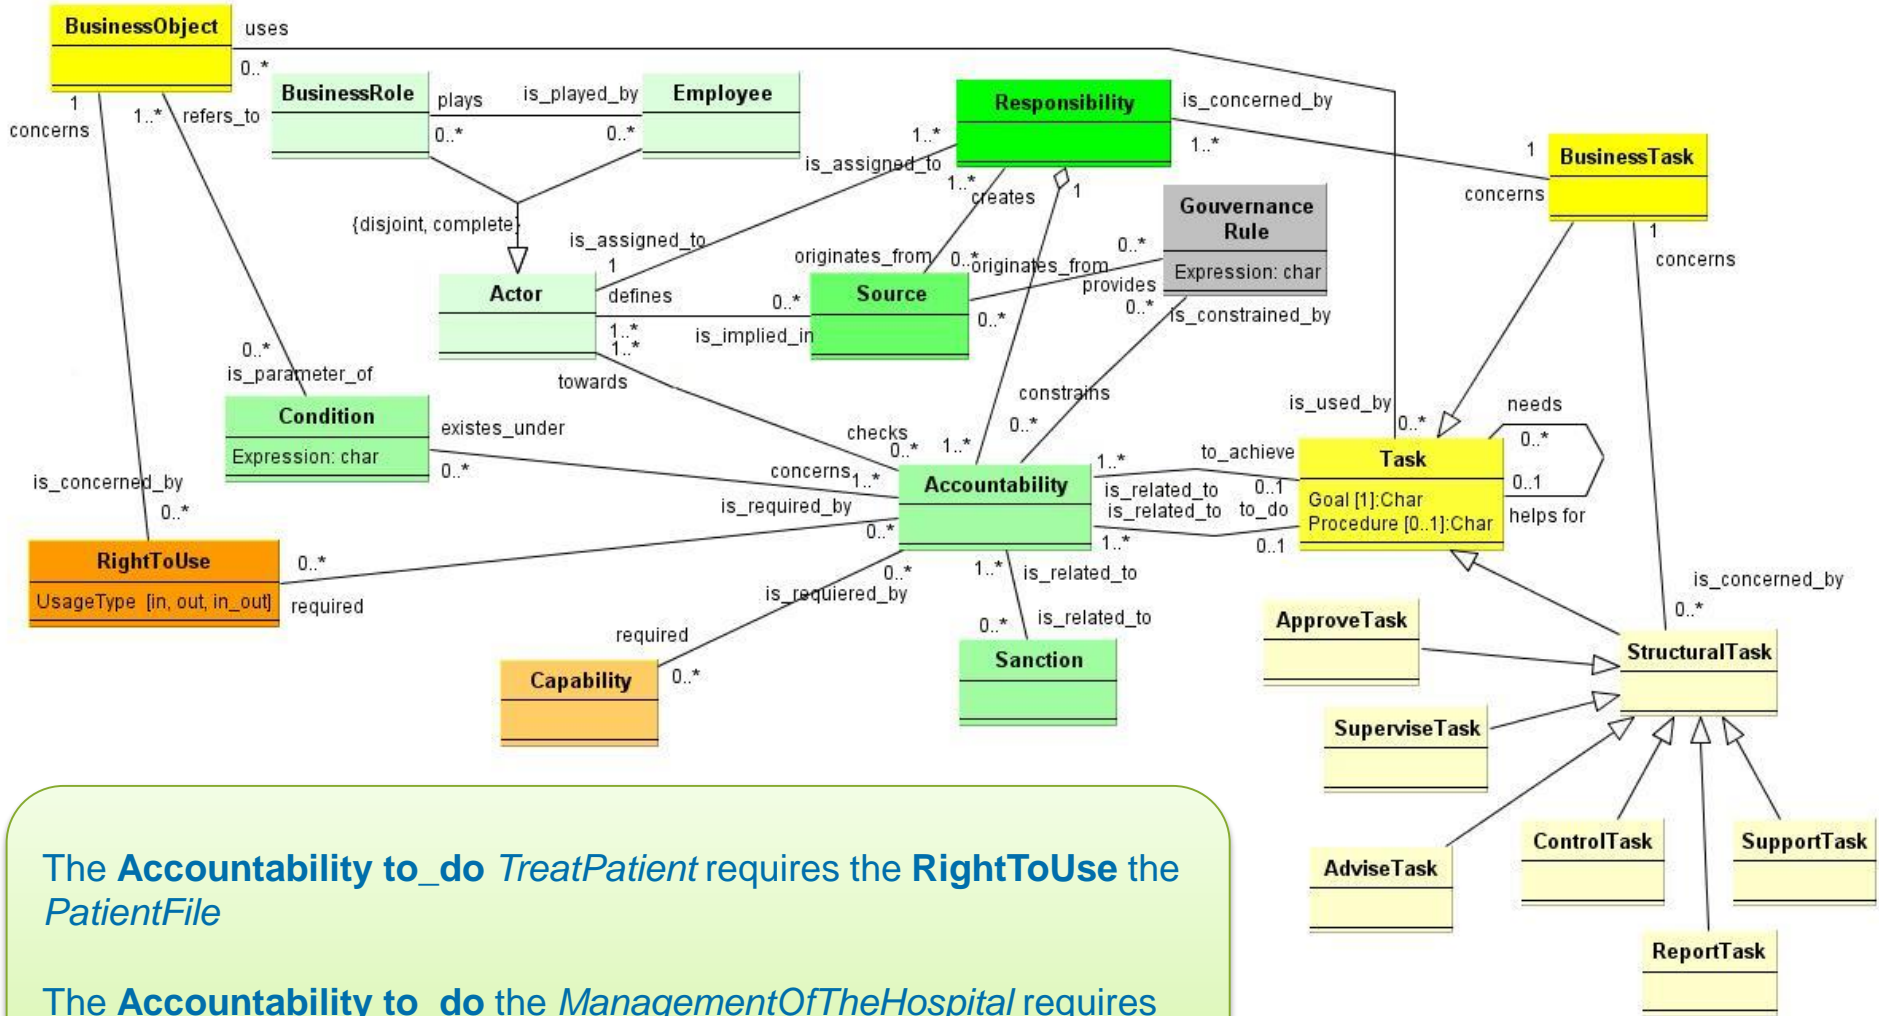 BusinessObject
uses
0..*
1
concerns
1..*
refers_to
BusinessRole
plays
0..*
is_played_by
0..*
Employee
Responsibility
is_concerned_by
1..*
1
BusinessTask
concerns
1
concerns
1..*
is_assigned_to
1..*
creates
1
Gouvernance
Rule
Expression: char
{disjoint, complete}
is_assigned_to
1
originates_from
0..*
originates_from
0..*
provides
0..*
is_constrained_by
Actor
defines
1..*
1..*
0..*
is_implied_in
Source
0..*
towards
0..*
is_parameter_of
Condition
Expression: char
existes_under
0..*
constrains
0..*
checks
0..*
1..*
concerns
1..*
is_used_by
0..*
needs
0..*
0..1
helps for
Task
Goal [1]:Char
Procedure [0..1]:Char
Accountability
1..*
to_achieve
is_related_to
0..1
is_related_to
to_do
1..*
0..1
is_concerned_by
0..*
is_required_by
0..*
RightToUse
UsageType [in, out, in_out]
0..*
required
0..*
is_requiered_by
1..*
is_related_to
0..*
is_related_to
required
0..*
Capability
Sanction
is_concerned_by
0..*
ApproveTask
StructuralTask
SuperviseTask
AdviseTask
ControlTask
SupportTask
ReportTask
The Accountability to_do TreatPatient requires the RightToUse the
PatientFile
The Accountability to_do the ManagementOfTheHospital requires